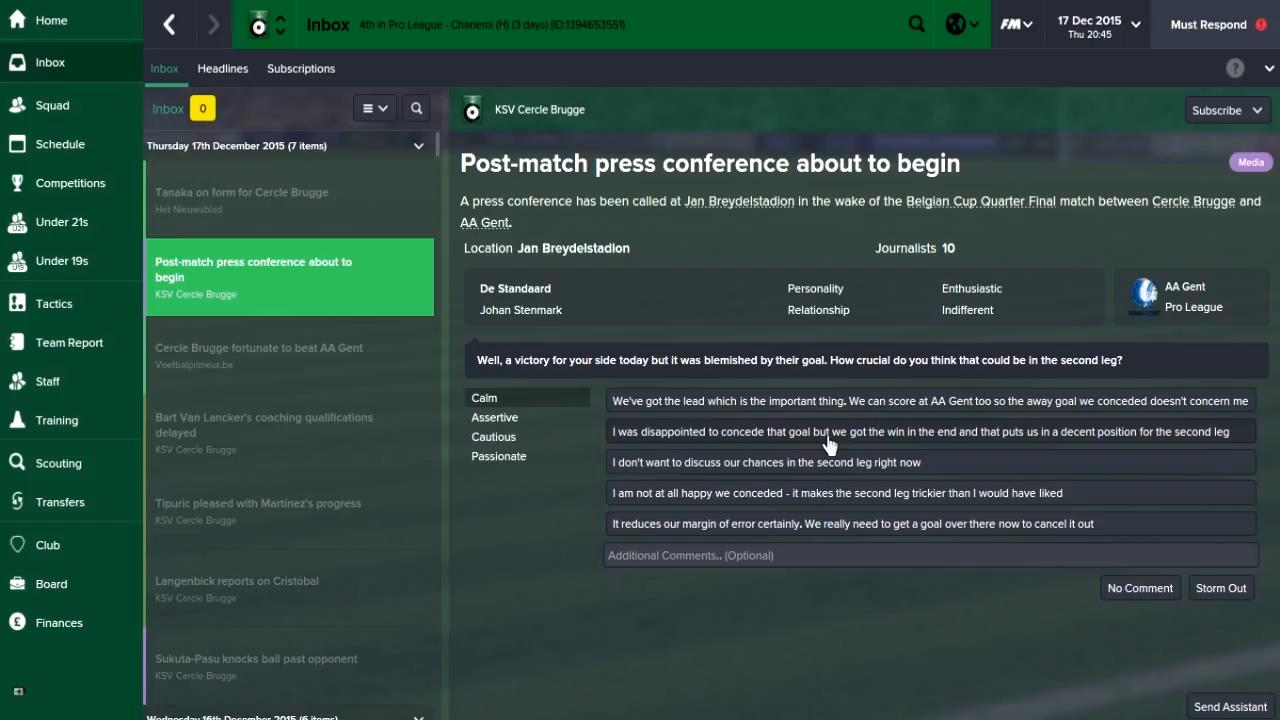 Home
Inbox
Squad
Schedule
Competitions
Under 21s
Under 19s
Tactics
Team Report
Staff
Training
Scouting
Transfers
Club
Board
Finances
Inbox 4th in Pro League - Charleroi (H) (3 days) (ID:1394653551)
FM
17 Dec 2015
Thu 20:45
Must Respond
Inbox Headlines Subscriptions
Inbox 0
Thursday 17th December 2015 (7 items)
Tanaka on form for Cercle Brugge
Het Nieuwsblad
Post-match press conference about to
begin
KSV Cercle Brugge
Cercle Brugge fortunate to beat AA Gent
Voetbalprimeur.be
Bart Van Lancker's coaching qualifications
delayed
KSV Cercle Brugge
Tipuric pleased with Martínez's progress
KSV Cercle Brugge
Langenbick reports on Cristóbal
KSV Cercle Brugge
Sukuta-Pasu knocks ball past opponent
KSV Cercle Brugge
Wednesday 16th December 2015 (6 items)
KSV Cercle Brugge
Subscribe
Post-match press conference about to begin
Media
A press conference has been called at Jan Breydelstadion in the wake of the Belgian Cup Quarter Final match between Cercle Brugge and
AA Gent.
Location Jan Breydelstadion Journalists 10
De Standaard Personality Enthusiastic
Johan Stenmark Relationship Indifferent
AA Gent
Pro League
Well, a victory for your side today but it was blemished by their goal. How crucial do you think that could be in the second leg?
Calm
Assertive
Cautious
Passionate
We've got the lead which is the important thing. We can score at AA Gent too so the away goal we conceded doesn't concern me
I was disappointed to concede that goal but we got the win in the end and that puts us in a decent position for the second leg
I don't want to discuss our chances in the second leg right now
I am not at all happy we conceded - it makes the second leg trickier than I would have liked
It reduces our margin of error certainly. We really need to get a goal over there now to cancel it out
Additional Comments.. (Optional)
No Comment Storm Out
Send Assistant